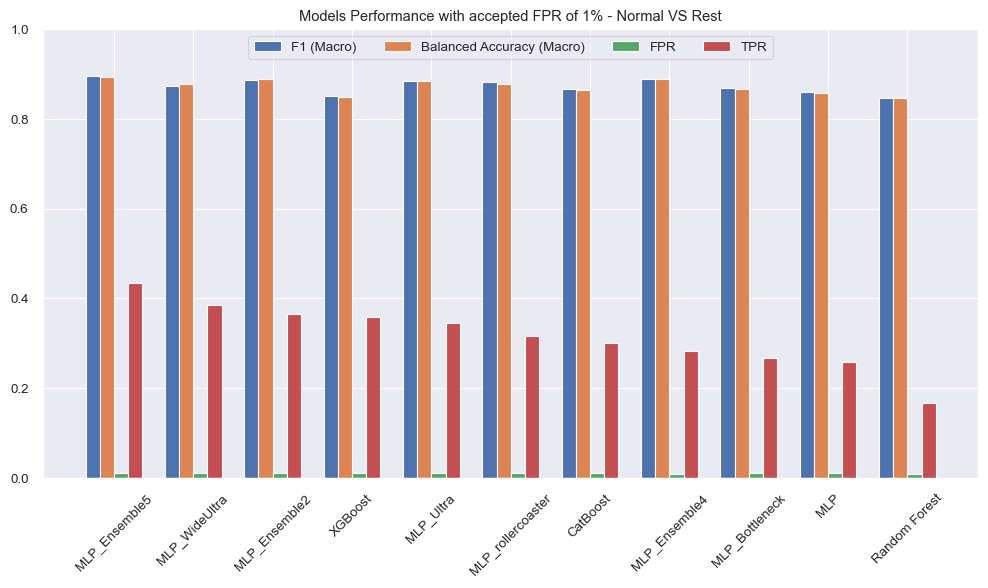 Models Performance with accepted FPR of 1% - Normal VS Rest
F1 (Macro) Balanced Accuracy (Macro) FPR TPR
1.0
0.8
0.6
0.4
0.2
0.0
MLP_Ensemble5
MLP_WideUltra
MLP_Ensemble2
XGBoost
MLP_Ultra
MLP_rollercoaster
CatBoost
MLP_Ensemble4
MLP_Bottleneck
MLP
Random Forest